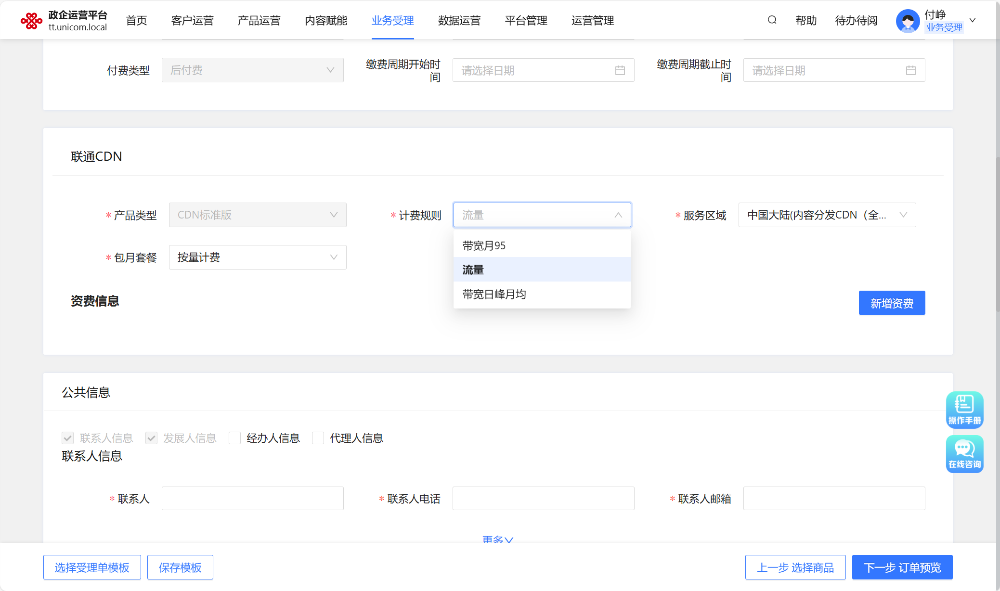 政企运营平台
tt.unicom.local
首页 客户运营 产品运营 内容赋能 业务受理 数据运营 平台管理 运营管理 帮助 待办待阅
付峥
业务受理
付费类型 后付费 缴费周期开始时间 请选择日期 缴费周期截止时间 请选择日期
联通CDN
* 产品类型 CDN标准版 * 计费规则 流量 * 服务区域 中国大陆(内容分发CDN（全...
* 包月套餐 按量计费
带宽月95
流量
带宽日峰月均
资费信息 新增资费
公共信息
联系人信息 发展人信息 经办人信息 代理人信息
联系人信息
* 联系人 * 联系人电话 * 联系人邮箱
更多
操作手册
在线咨询
选择受理单模板 保存模板 上一步 选择商品 下一步 订单预览